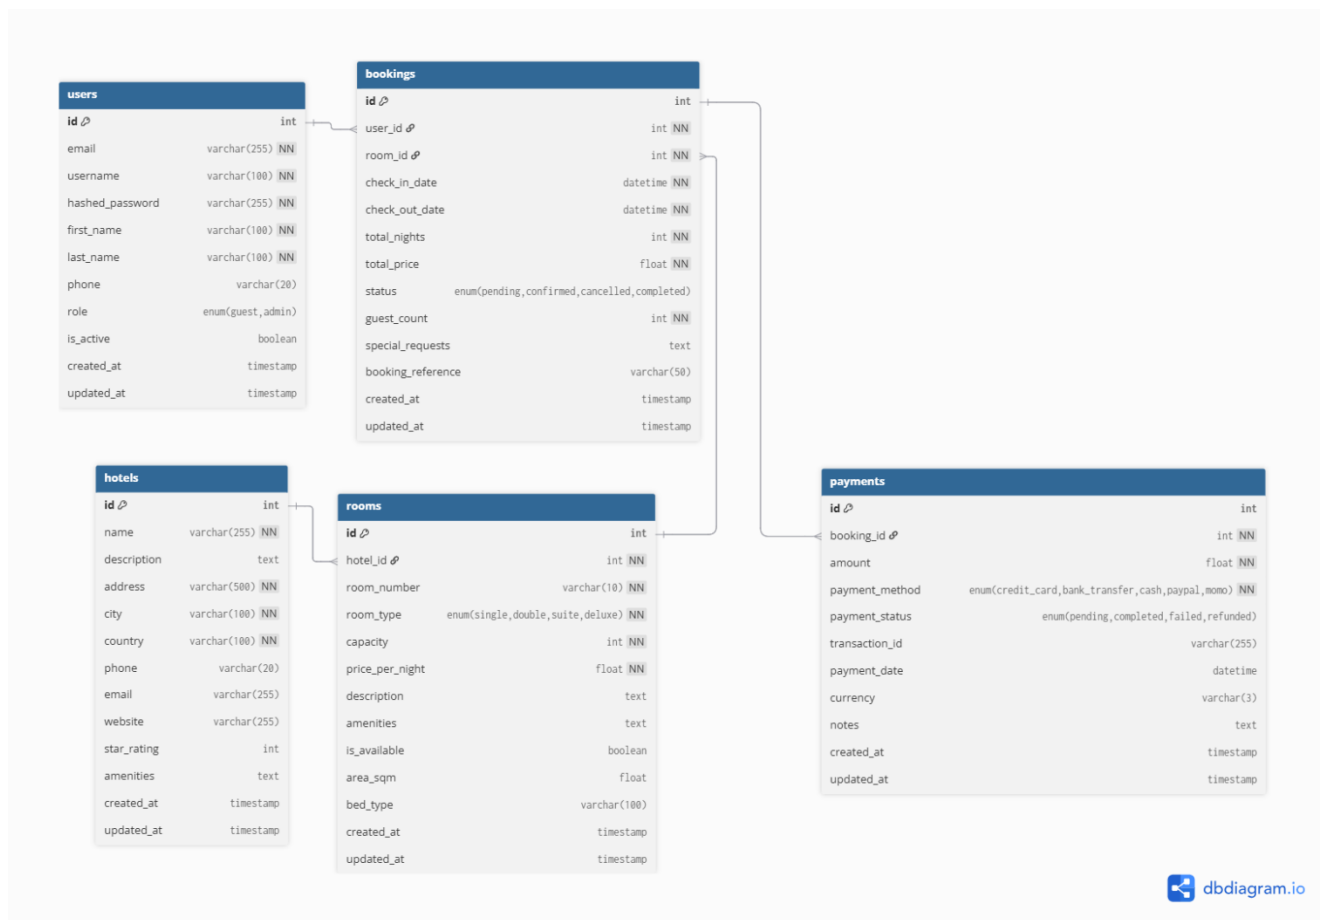 users
id int
email varchar(255) NN
username varchar(100) NN
hashed_password varchar(255) NN
first_name varchar(100) NN
last_name varchar(100) NN
phone varchar(20)
role enum(guest,admin)
is_active boolean
created_at timestamp
updated_at timestamp
bookings
id int
user_id int NN
room_id int NN
check_in_date datetime NN
check_out_date datetime NN
total_nights int NN
total_price float NN
status enum(pending,confirmed,cancelled,completed)
guest_count int NN
special_requests text
booking_reference varchar(50)
created_at timestamp
updated_at timestamp
hotels
id int
name varchar(255) NN
description text
address varchar(500) NN
city varchar(100) NN
country varchar(100) NN
phone varchar(20)
email varchar(255)
website varchar(255)
star_rating int
amenities text
created_at timestamp
updated_at timestamp
rooms
id int
hotel_id int NN
room_number varchar(10) NN
room_type enum(single,double,suite,deluxe) NN
capacity int NN
price_per_night float NN
description text
amenities text
is_available boolean
area_sqm float
bed_type varchar(100)
created_at timestamp
updated_at timestamp
payments
id int
booking_id int NN
amount float NN
payment_method enum(credit_card,bank_transfer,cash,paypal,momo) NN
payment_status enum(pending,completed,failed,refunded)
transaction_id varchar(255)
payment_date datetime
currency varchar(3)
notes text
created_at timestamp
updated_at timestamp
dbdiagram.io